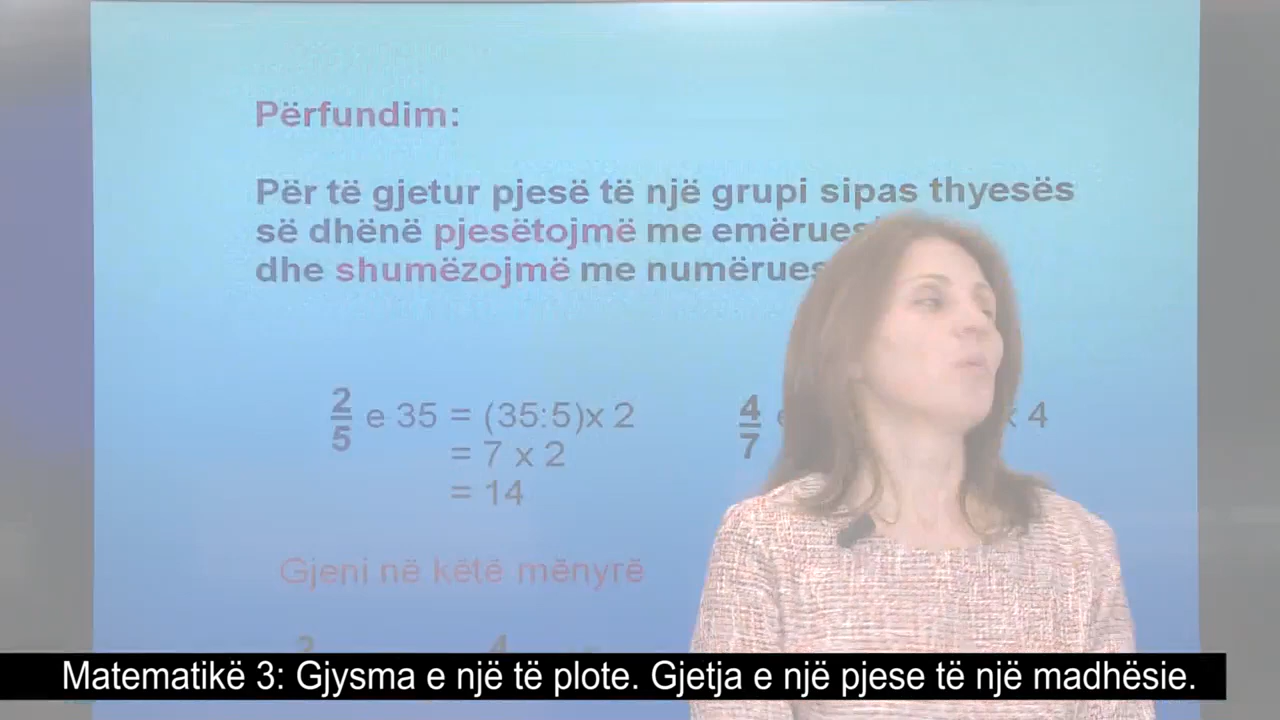 Përfundim:
Për të gjetur pjesë të një grupi sipas thyesës
së dhënë pjesëtojmë me
dhe shumëzojmë me
2/5 e 35 = (35:5)x 2
4/7 x 4
= 7 x 2
= 14
Gjeni në këtë mënyrë
2 4
Matematikë 3: Gjysma e një të plote. Gjetja e një pjese të një madhësie.